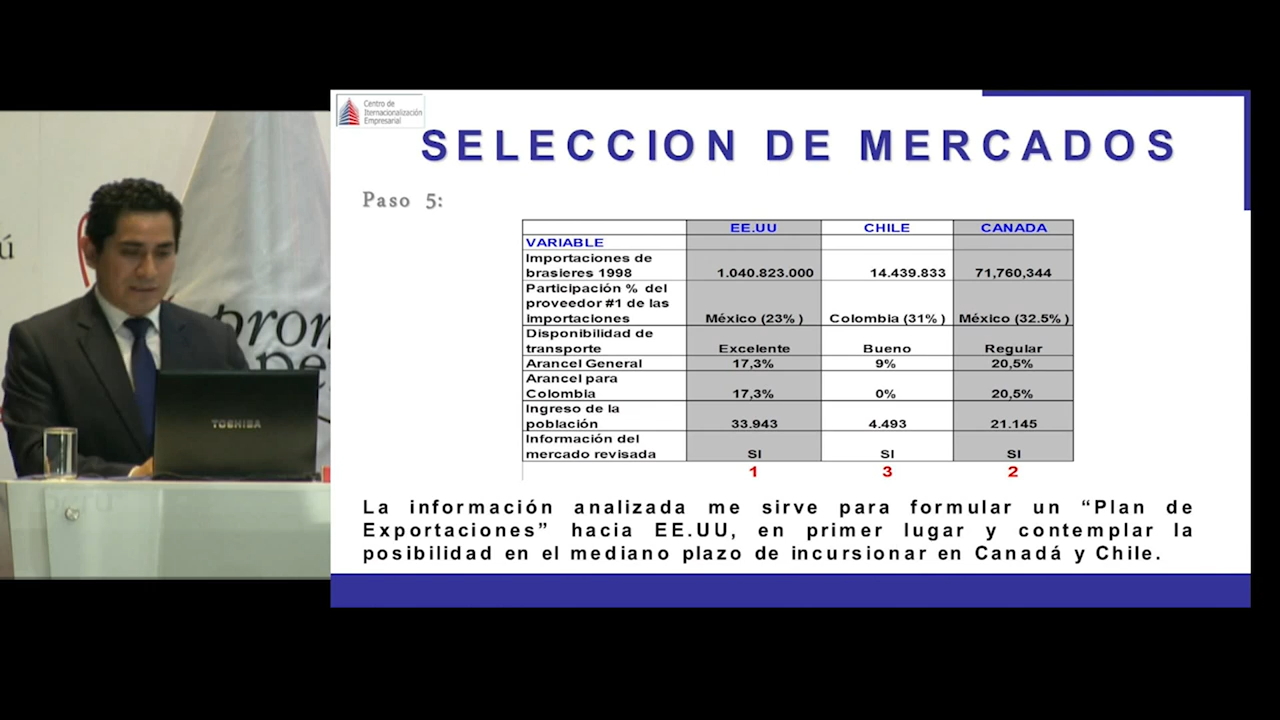 Centro de
Iternacionalización
Empresarial
SELECCION DE MERCADOS
Paso 5:
EE.UU CHILE CANADA
VARIABLE
Importaciones de
brasieres 1998 1.040.823.000 14.439.833 71,760,344
Participación % del
proveedor #1 de las
importaciones México (23% ) Colombia (31% ) México (32.5% )
Disponibilidad de
transporte Excelente Bueno Regular
Arancel General 17,3% 9% 20,5%
Arancel para
Colombia 17,3% 0% 20,5%
Ingreso de la
población 33.943 4.493 21.145
Información del
mercado revisada SI SI SI
1 3 2
La información analizada me sirve para formular un “Plan de
Exportaciones” hacia EE.UU, en primer lugar y contemplar la
posibilidad en el mediano plazo de incursionar en Canadá y Chile.
ú
prom
pe
TOSHIBA